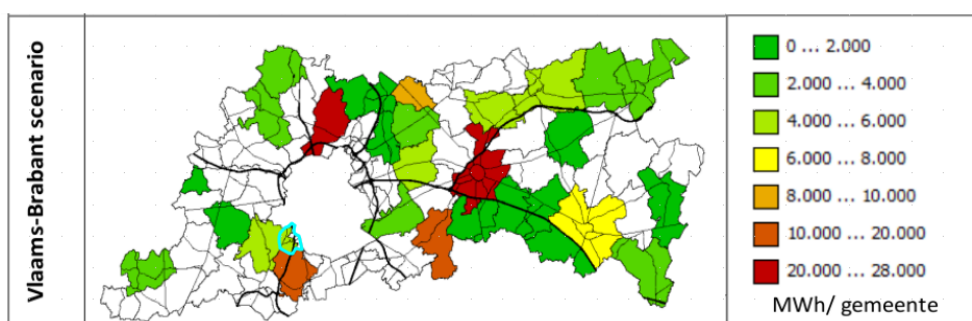 Vlaams-Brabant scenario
0 ... 2.000
2.000 ... 4.000
4.000 ... 6.000
6.000 ... 8.000
8.000 ... 10.000
10.000 ... 20.000
20.000 ... 28.000
MWh/ gemeente